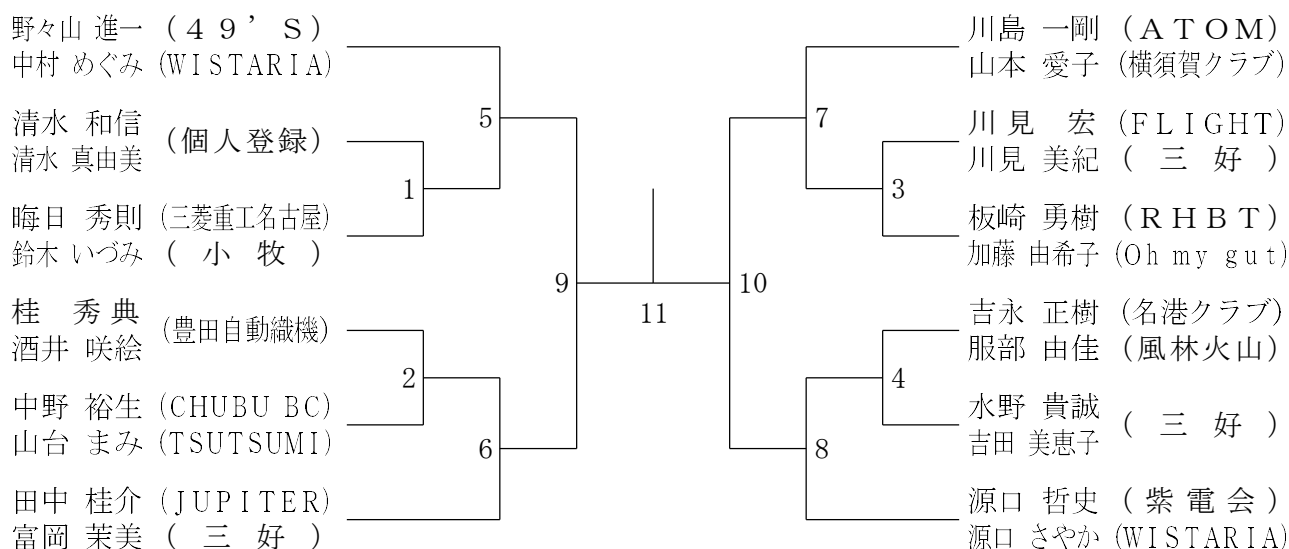 野々山 進一 (49'S)
中村 めぐみ (WISTARIA)
清水 和信
清水 真由美
(個人登録)
晦日 秀則 (三菱重工名古屋)
鈴木 いづみ (小牧)
桂 秀典
酒井 咲絵
(豊田自動織機)
中野 裕生 (CHUBU BC)
山台 まみ (TSUTSUMI)
田中 桂介 (JUPITER)
富岡 茉美 (三好)
5
1
2
6
9
11
10
7
3
4
8
川島 一剛 (ATOM)
山本 愛子 (横須賀クラブ)
川見 宏 (FLIGHT)
川見 美紀 (三好)
板崎 勇樹 (RHBT)
加藤 由希子 (Oh my gut)
吉永 正樹 (名港クラブ)
服部 由佳 (風林火山)
水野 貴誠
吉田 美恵子
(三好)
源口 哲史 (紫電会)
源口 さやか (WISTARIA)